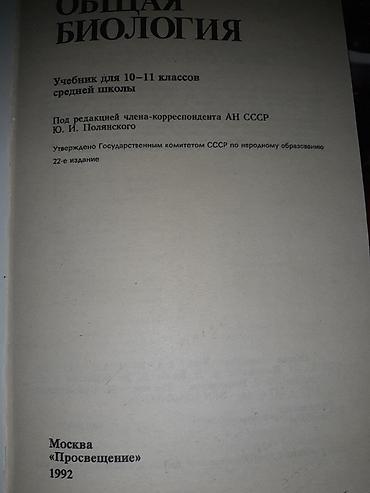 ОБЩАЯ
БИОЛОГИЯ
Учебник для 10–11 классов
средней школы
Под редакцией члена-корреспондента АН СССР
Ю. И. Полянского
Утверждено Государственным комитетом СССР по народному образованию
22-е издание
Москва
«Просвещение»
1992